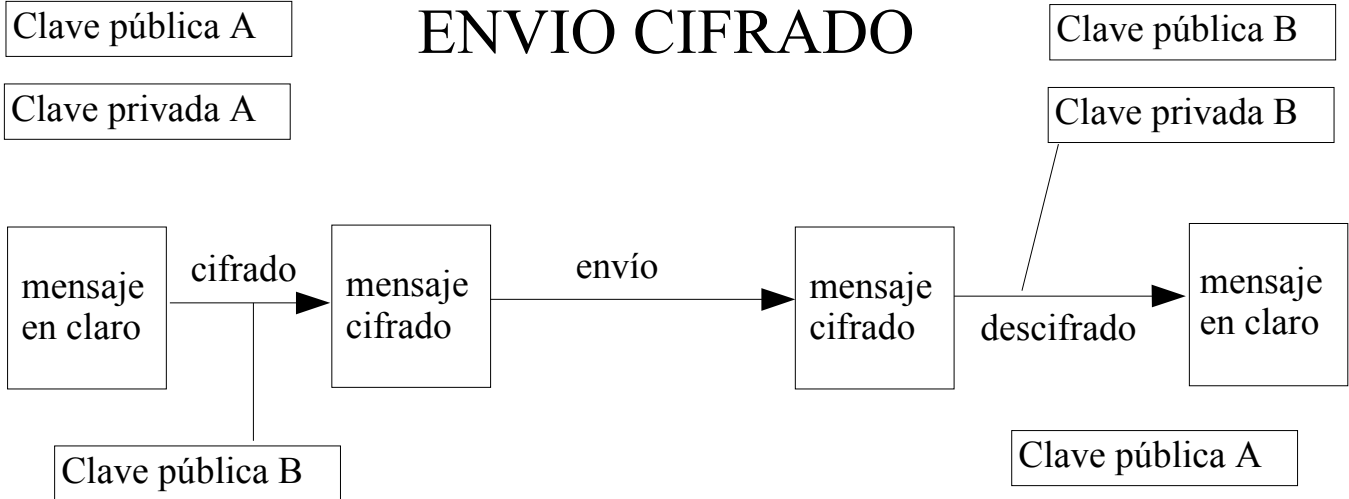 Clave pública A
ENVIO CIFRADO
Clave pública B
Clave privada A
Clave privada B
mensaje
en claro
cifrado
mensaje
cifrado
envío
mensaje
cifrado
descifrado
mensaje
en claro
Clave pública B
Clave pública A